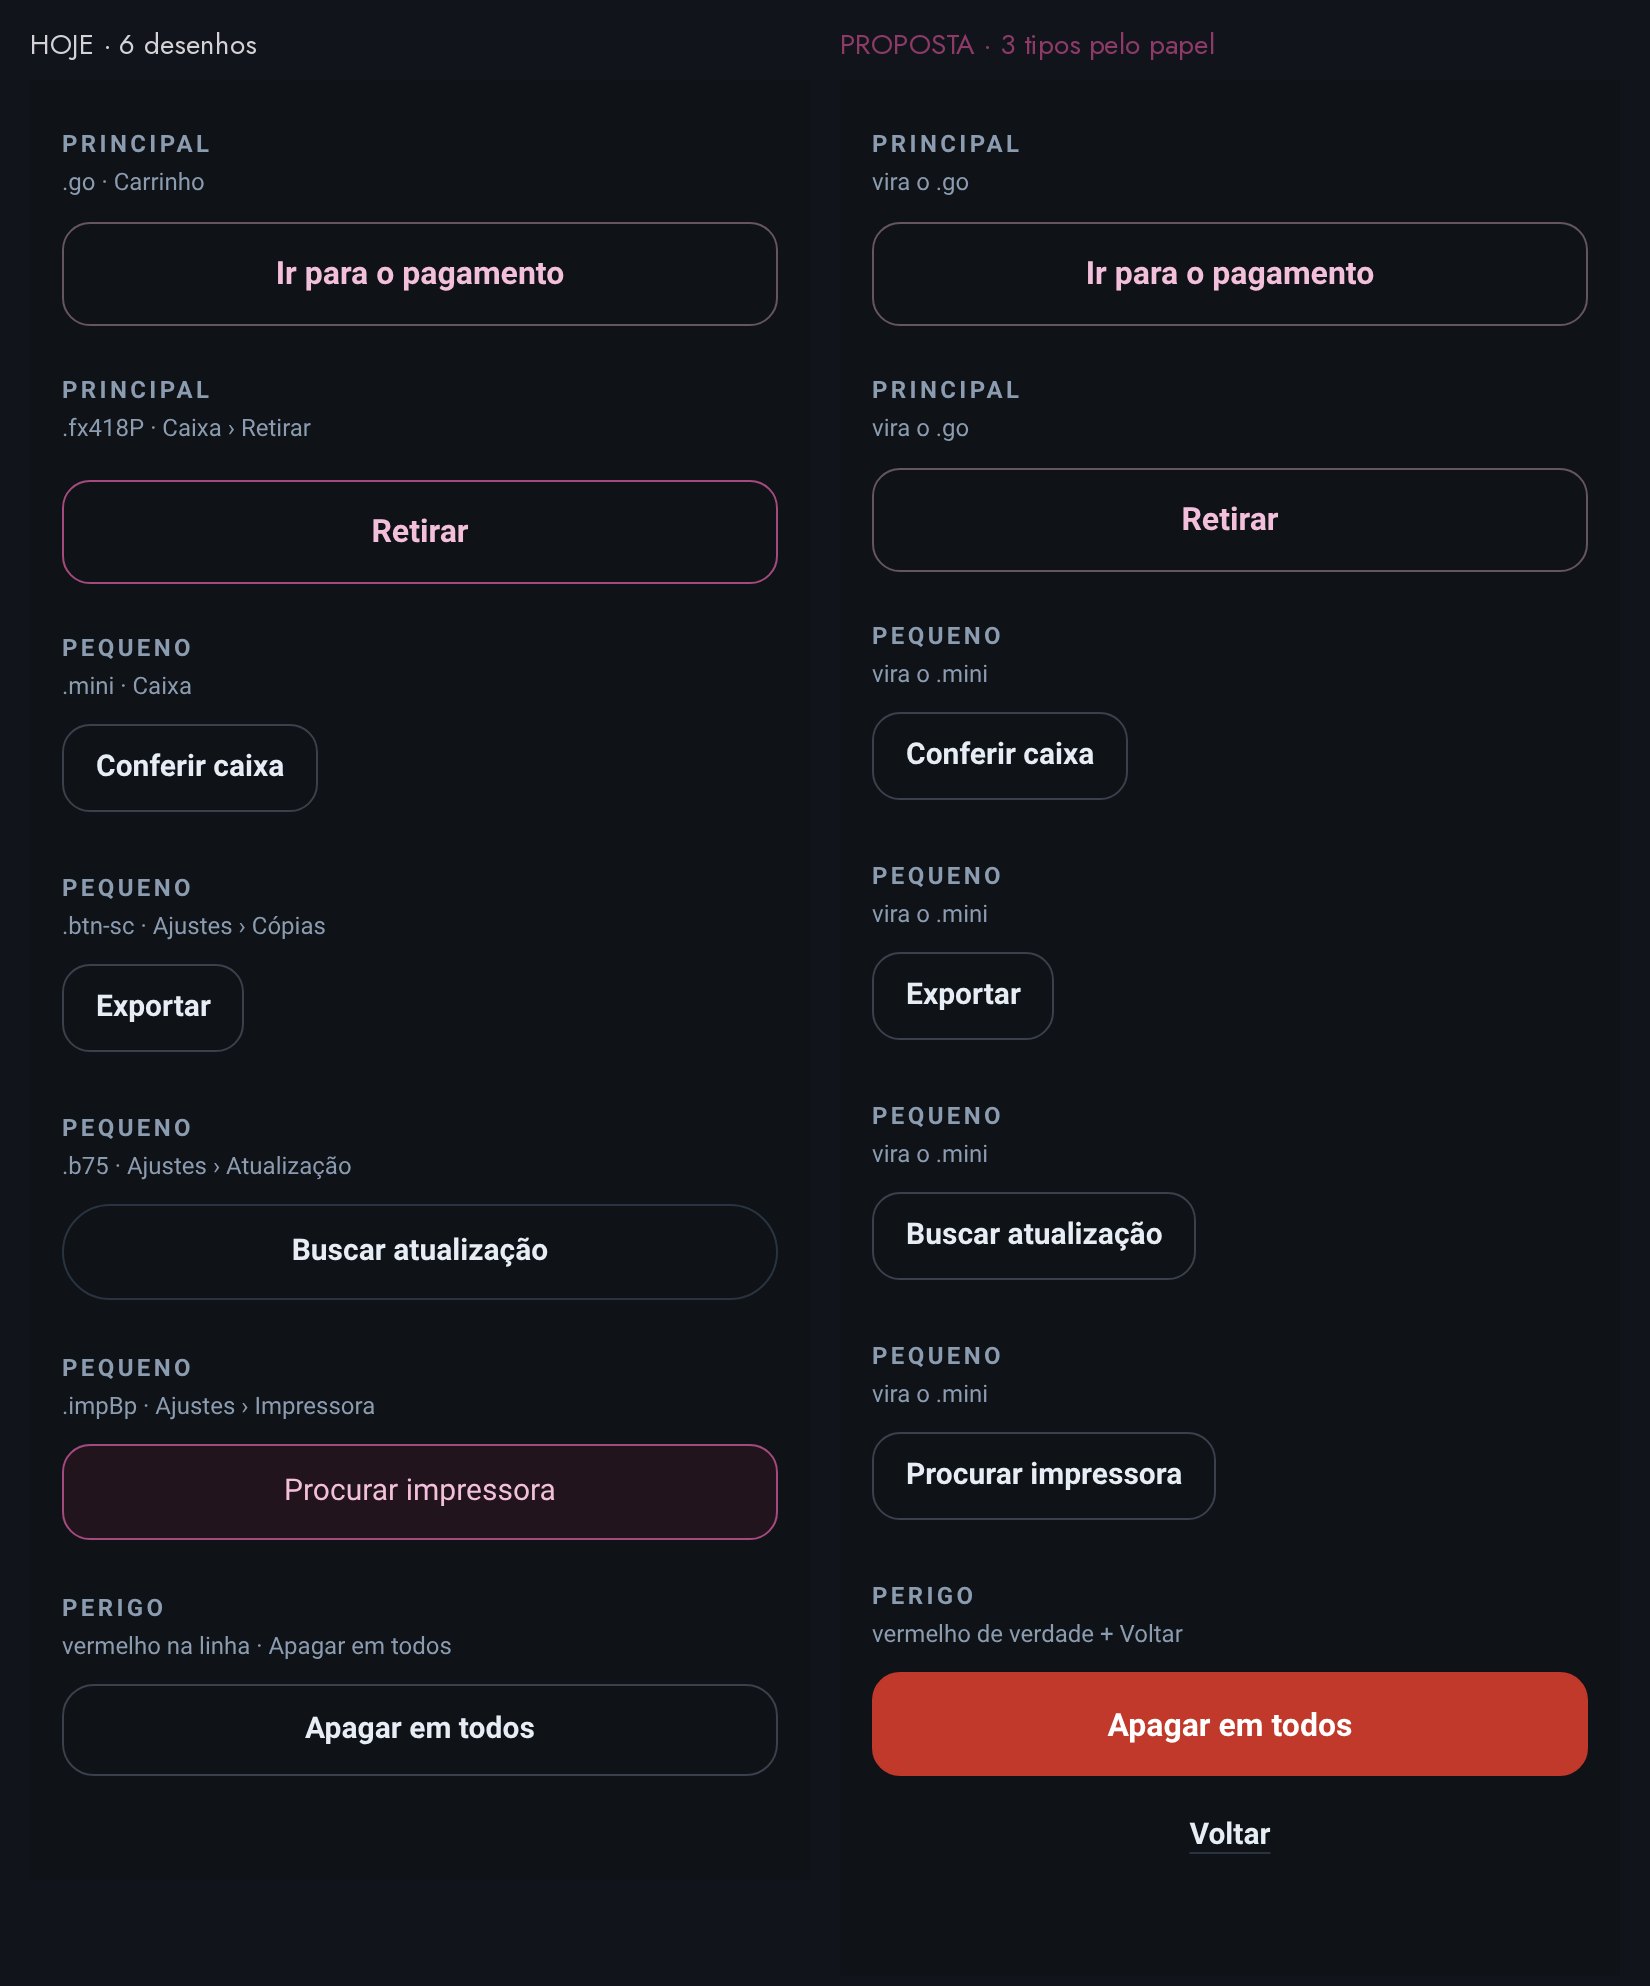 HOJE · 6 desenhos
PRINCIPAL
.go · Carrinho
Ir para o pagamento
PRINCIPAL
.fx418P · Caixa › Retirar
Retirar
PEQUENO
.mini · Caixa
Conferir caixa
PEQUENO
.btn-sc · Ajustes › Cópias
Exportar
PEQUENO
.b75 · Ajustes › Atualização
Buscar atualização
PEQUENO
.impBp · Ajustes › Impressora
Procurar impressora
PERIGO
vermelho na linha · Apagar em todos
Apagar em todos
PROPOSTA · 3 tipos pelo papel
PRINCIPAL
vira o .go
Ir para o pagamento
PRINCIPAL
vira o .go
Retirar
PEQUENO
vira o .mini
Conferir caixa
PEQUENO
vira o .mini
Exportar
PEQUENO
vira o .mini
Buscar atualização
PEQUENO
vira o .mini
Procurar impressora
PERIGO
vermelho de verdade + Voltar
Apagar em todos
Voltar